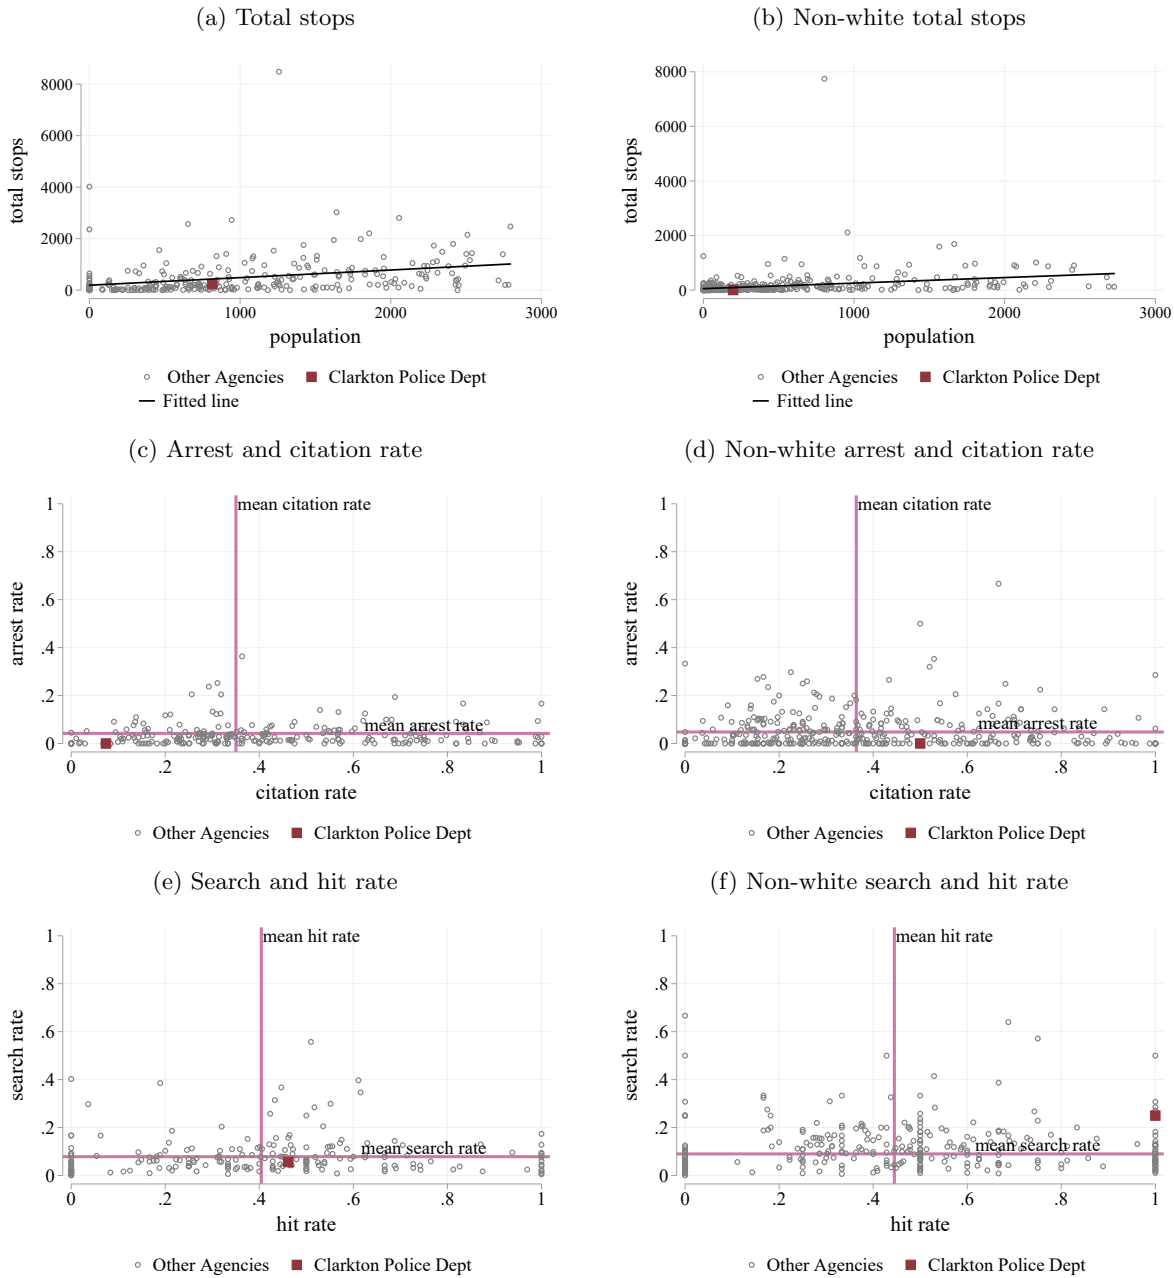 (a) Total stops
(b) Non-white total stops
total stops
8000
6000
4000
2000
0
0 1000 2000 3000
population
Other Agencies Clarkton Police Dept
Fitted line
total stops
8000
6000
4000
2000
0
0 1000 2000 3000
population
Other Agencies Clarkton Police Dept
Fitted line
(c) Arrest and citation rate
(d) Non-white arrest and citation rate
arrest rate
1
.8
.6
.4
.2
0
mean citation rate
mean arrest rate
0 .2 .4 .6 .8 1
citation rate
Other Agencies Clarkton Police Dept
arrest rate
1
.8
.6
.4
.2
0
mean citation rate
mean arrest rate
0 .2 .4 .6 .8 1
citation rate
Other Agencies Clarkton Police Dept
(e) Search and hit rate
(f) Non-white search and hit rate
search rate
1
.8
.6
.4
.2
0
mean hit rate
mean search rate
0 .2 .4 .6 .8 1
hit rate
Other Agencies Clarkton Police Dept
search rate
1
.8
.6
.4
.2
0
mean hit rate
mean search rate
0 .2 .4 .6 .8 1
hit rate
Other Agencies Clarkton Police Dept